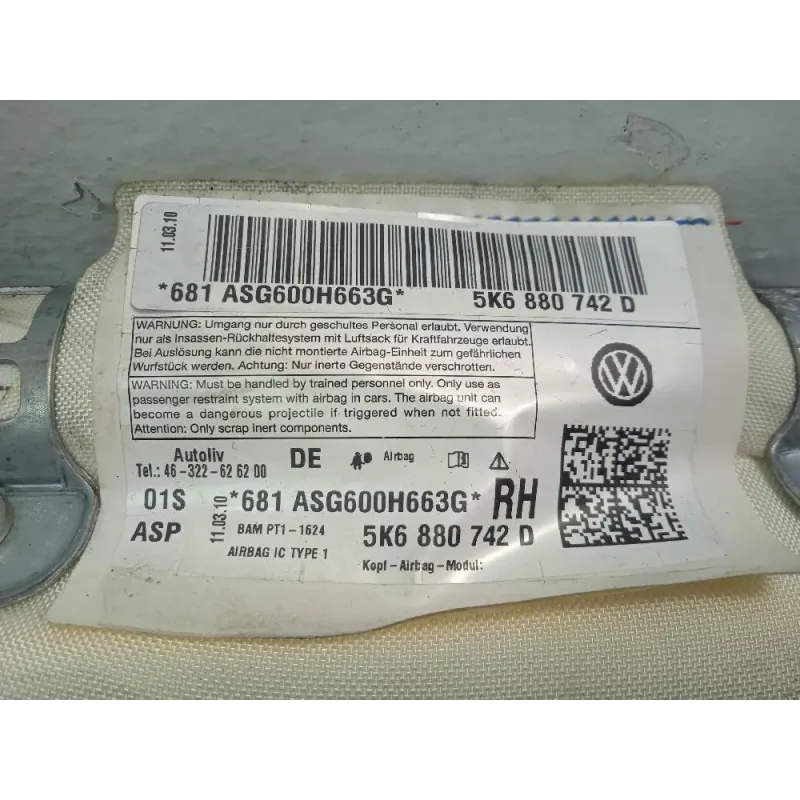 11.03.10
*681 ASG600H663G* 5K6 880 742 D
WARNUNG: Umgang nur durch geschultes Personal erlaubt. Verwendung
nur als Insassen-Rückhaltesystem mit Luftsack für Kraftfahrzeuge erlaubt.
Bei Auslösung kann die nicht montierte Airbag-Einheit zum gefährlichen
Wurfstück werden. Achtung: Nur inerte Gegenstände verschrotten.
WARNING: Must be handled by trained personnel only. Only use as
passenger restraint system with airbag in cars. The airbag unit can
become a dangerous projectile if triggered when not fitted.
Attention: Only scrap inert components.
Autoliv DE Airbag
Tel.: 46-322-626200
01S *681 ASG600H663G* RH
ASP 11.03.10 BAM PT1-1624 5K6 880 742 D
AIRBAG IC TYPE 1 Kopf-Airbag-Modul: